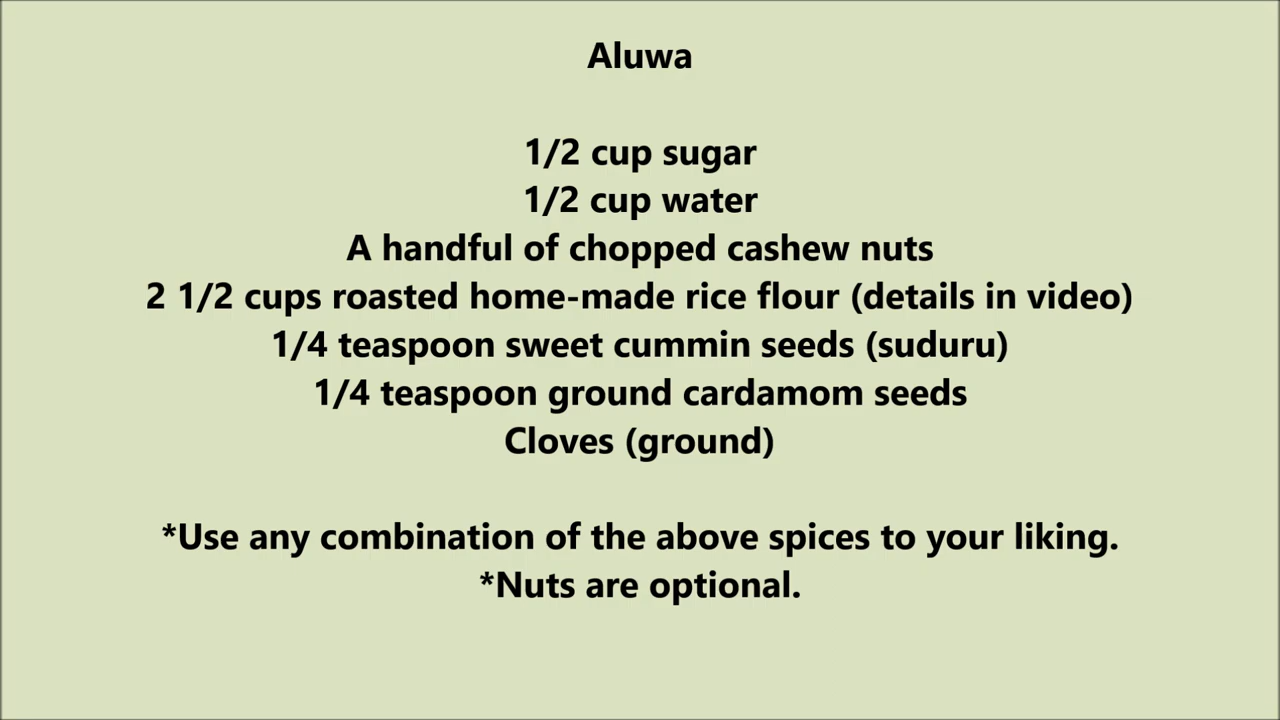 Aluwa
1/2 cup sugar
1/2 cup water
A handful of chopped cashew nuts
2 1/2 cups roasted home-made rice flour (details in video)
1/4 teaspoon sweet cummin seeds (suduru)
1/4 teaspoon ground cardamom seeds
Cloves (ground)
*Use any combination of the above spices to your liking.
*Nuts are optional.